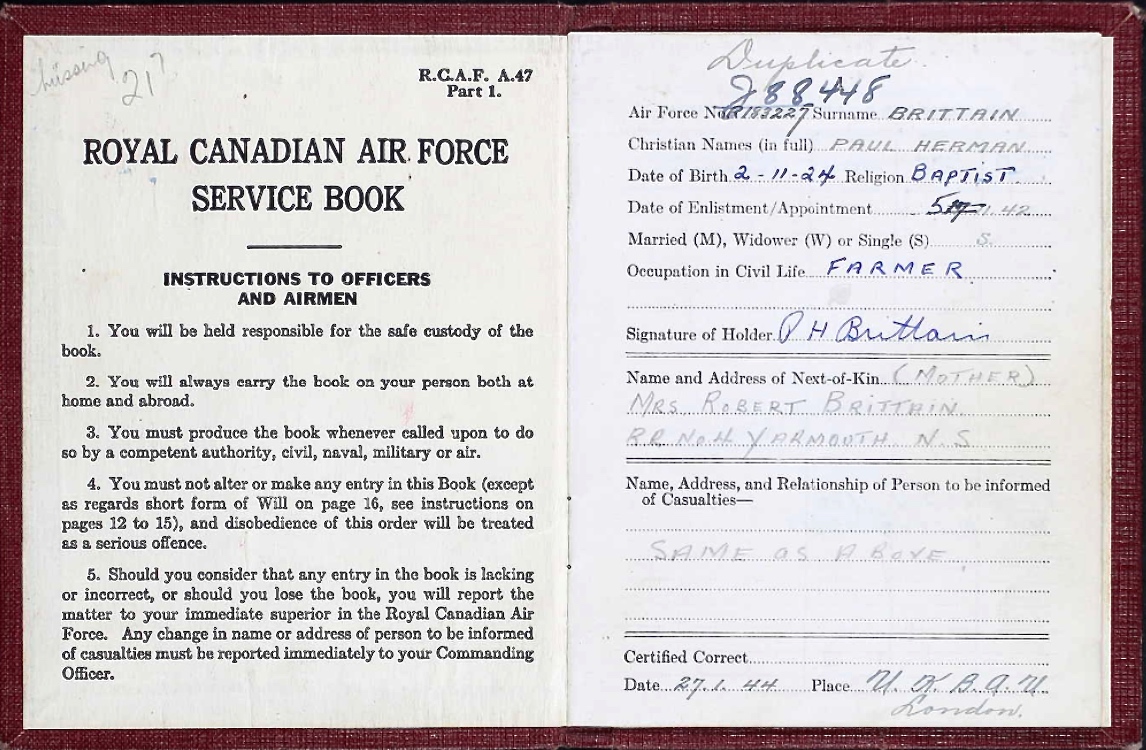 missing
217
R.C.A.F. A.47
Part 1.
ROYAL CANADIAN AIR FORCE
SERVICE BOOK
INSTRUCTIONS TO OFFICERS
AND AIRMEN
1. You will be held responsible for the safe custody of the
book.
2. You will always carry the book on your person both at
home and abroad.
3. You must produce the book whenever called upon to do
so by a competent authority, civil, naval, military or air.
4. You must not alter or make any entry in this Book (except
as regards short form of Will on page 16, see instructions on
pages 12 to 15), and disobedience of this order will be treated
as a serious offence.
5. Should you consider that any entry in the book is lacking
or incorrect, or should you lose the book, you will report the
matter to your immediate superior in the Royal Canadian Air
Force. Any change in name or address of person to be informed
of casualties must be reported immediately to your Commanding
Officer.
Duplicate.
J88448
Air Force No. R183227 Surname BRITTAIN
Christian Names (in full) PAUL HERMAN
Date of Birth 2-11-24 Religion BAPTIST
Date of Enlistment/Appointment 42
Married (M), Widower (W) or Single (S) S.
Occupation in Civil Life FARMER
Signature of Holder P H Brittain
Name and Address of Next-of-Kin (MOTHER)
MRS ROBERT BRITTAIN
RR No.4 YARMOUTH N.S
Name, Address, and Relationship of Person to be informed
of Casualties—
SAME as ABOVE
Certified Correct
Date 27.1.44 Place U.K.B.A.U.
London.